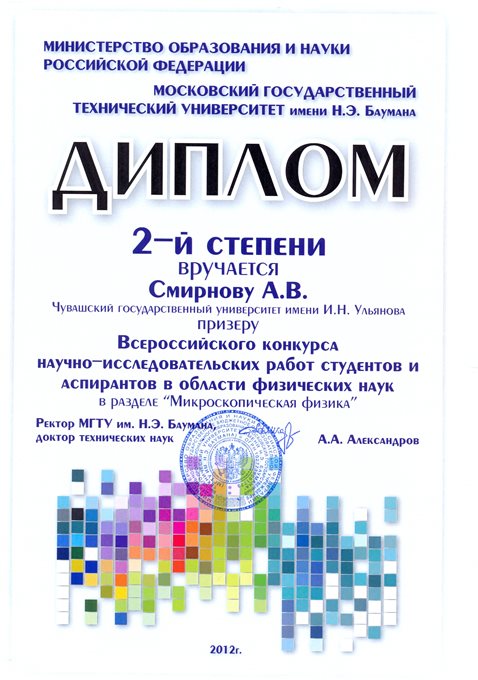 МИНИСТЕРСТВО ОБРАЗОВАНИЯ И НАУКИ
РОССИЙСКОЙ ФЕДЕРАЦИИ
МОСКОВСКИЙ ГОСУДАРСТВЕННЫЙ
ТЕХНИЧЕСКИЙ УНИВЕРСИТЕТ ИМЕНИ Н.Э. БАУМАНА
ДИПЛОМ
2-Й СТЕПЕНИ
вручается
Смирнову А.В.
Чувашский государственный университет имени И.Н. Ульянова
призеру
Всероссийского конкурса
научно-исследовательских работ студентов и
аспирантов в области физических наук
в разделе "Микроскопическая физика"
Ректор МГТУ им. Н.Э. Баумана,
доктор технических наук
А.А. Александров
2012г.